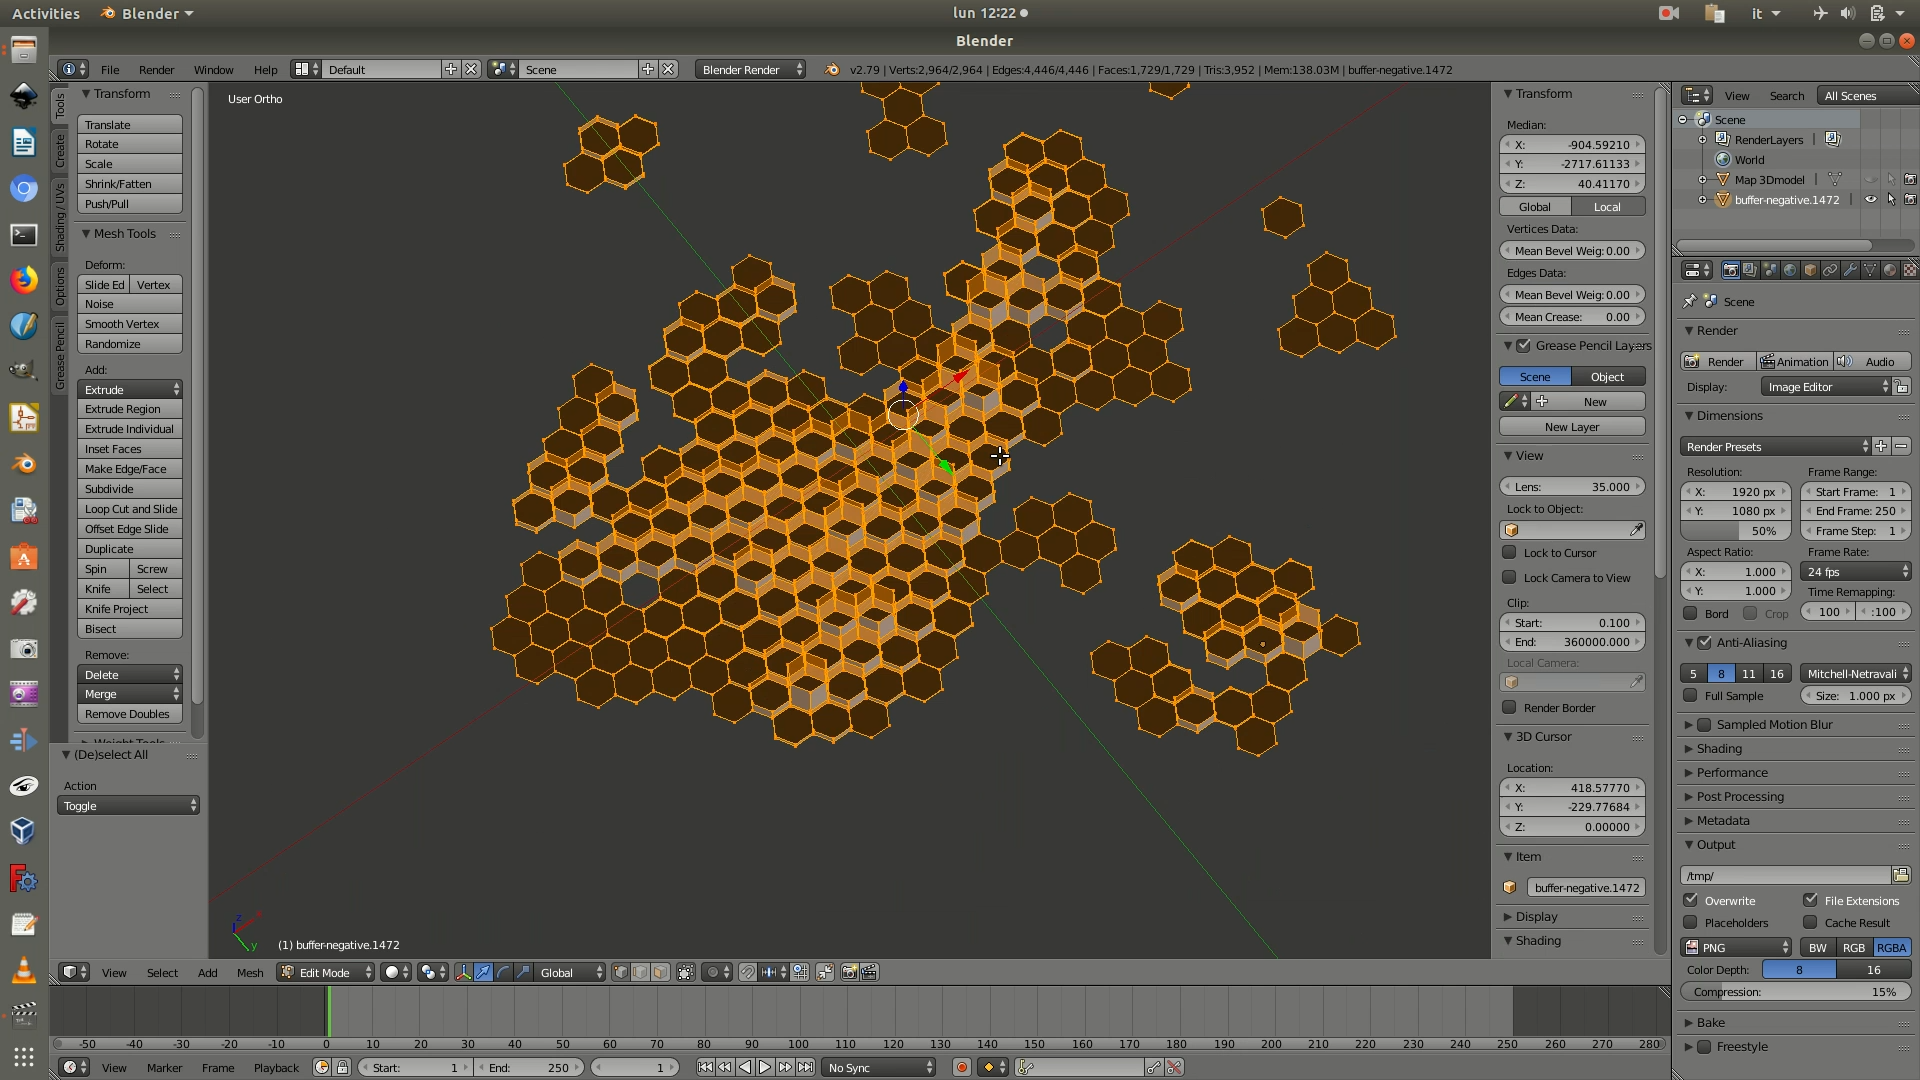 Activities
Blender
lun 12:22
it
Blender
File
Render
Window
Help
Default
Scene
Blender Render
v2.79 | Verts:2,964/2,964 | Edges:4,446/4,446 | Faces:1,729/1,729 | Tris:3,952 | Mem:138.03M | buffer-negative.1472
Tools
Create
Shading / UVs
Options
Grease Pencil
Transform
Translate
Rotate
Scale
Shrink/Fatten
Push/Pull
Mesh Tools
Deform:
Slide Ed
Vertex
Noise
Smooth Vertex
Randomize
Add:
Extrude
Extrude Region
Extrude Individual
Inset Faces
Make Edge/Face
Subdivide
Loop Cut and Slide
Offset Edge Slide
Duplicate
Spin
Screw
Knife
Select
Knife Project
Bisect
Remove:
Delete
Merge
Remove Doubles
(De)select All
Action
Toggle
User Ortho
z
x
y
(1) buffer-negative.1472
Transform
Median:
X: -904.59210
Y: -2717.61133
Z: 40.41170
Global
Local
Vertices Data:
Mean Bevel Weig: 0.00
Edges Data:
Mean Bevel Weig: 0.00
Mean Crease: 0.00
Grease Pencil Layers
Scene
Object
New
New Layer
View
Lens: 35.000
Lock to Object:
Lock to Cursor
Lock Camera to View
Clip:
Start: 0.100
End: 360000.000
Local Camera:
Render Border
3D Cursor
Location:
X: 418.57770
Y: -229.77684
Z: 0.00000
Item
buffer-negative.1472
Display
Shading
View
Search
All Scenes
Scene
RenderLayers
World
Map 3Dmodel
buffer-negative.1472
Scene
Render
Render
Animation
Audio
Display:
Image Editor
Dimensions
Render Presets
Resolution:
Frame Range:
X: 1920 px
Start Frame: 1
Y: 1080 px
End Frame: 250
50%
Frame Step: 1
Aspect Ratio:
Frame Rate:
X: 1.000
24 fps
Y: 1.000
Time Remapping:
Bord
Crop
100
:100
Anti-Aliasing
5
8
11
16
Mitchell-Netravali
Full Sample
Size: 1.000 px
Sampled Motion Blur
Shading
Performance
Post Processing
Metadata
Output
/tmp/
Overwrite
File Extensions
Placeholders
Cache Result
PNG
BW
RGB
RGBA
Color Depth:
8
16
Compression: 15%
Bake
Freestyle
View
Select
Add
Mesh
Edit Mode
Global
-50 -40 -30 -20 -10 0 10 20 30 40 50 60 70 80 90 100 110 120 130 140 150 160 170 180 190 200 210 220 230 240 250 260 270 280
View
Marker
Frame
Playback
Start: 1
End: 250
1
No Sync